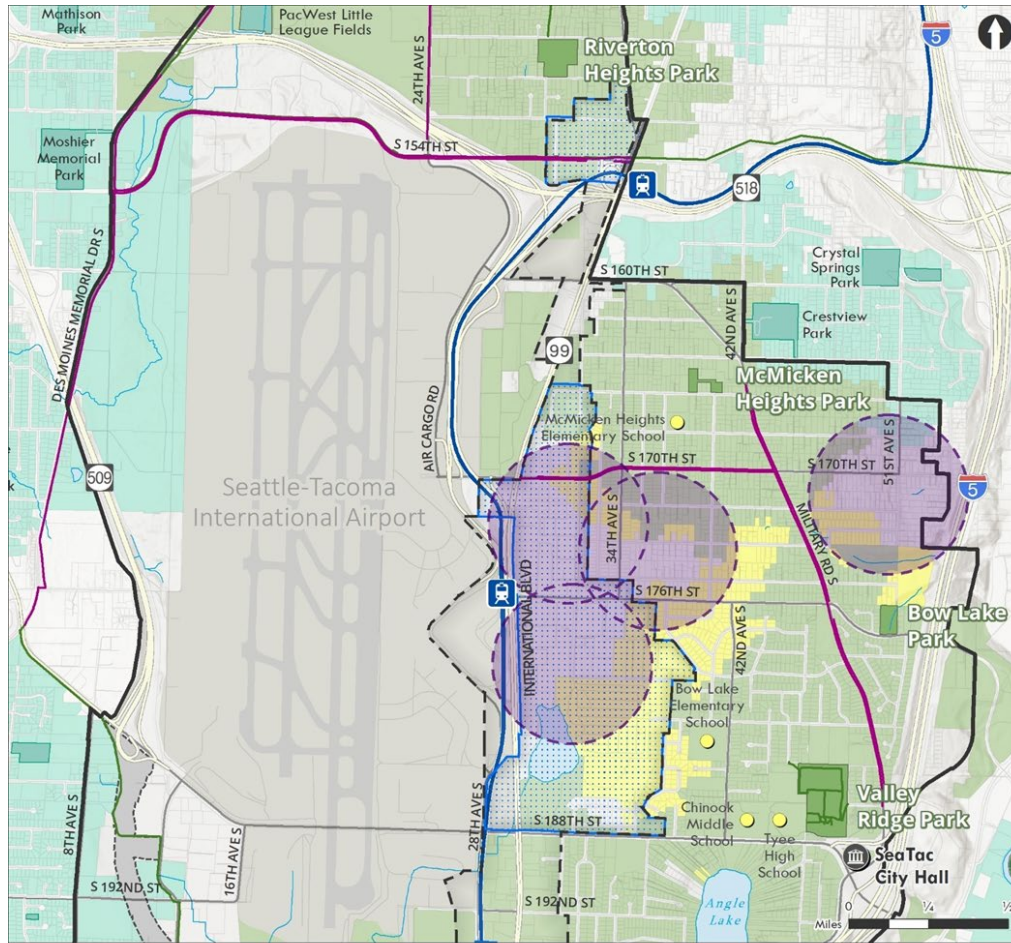 Mathison
Park
PacWest Little
League Fields
Riverton
Heights Park
5
24TH AVE S
Moshier
Memorial
Park
S 154TH ST
518
DES MOINES MEMORIAL DR S
S 160TH ST
Crystal
Springs
Park
42ND AVE S
Crestview
Park
99
AIR CARGO RD
McMicken
Heights Park
McMicken Heights
Elementary School
S 170TH ST
S 170TH ST
51ST AVE S
509
5
Seattle-Tacoma
International Airport
34TH AVE S
MILITARY RD S
S 176TH ST
INTERNATIONAL BLVD
42ND AVE S
Bow Lake
Park
Bow Lake
Elementary
School
8TH AVE S
28TH AVE S
16TH AVE S
S 188TH ST
Chinook
Middle
School
Tyee
High
School
Valley
Ridge Park
SeaTac
City Hall
S 192ND ST
S 192ND ST
Angle
Lake
0 ¼
Miles